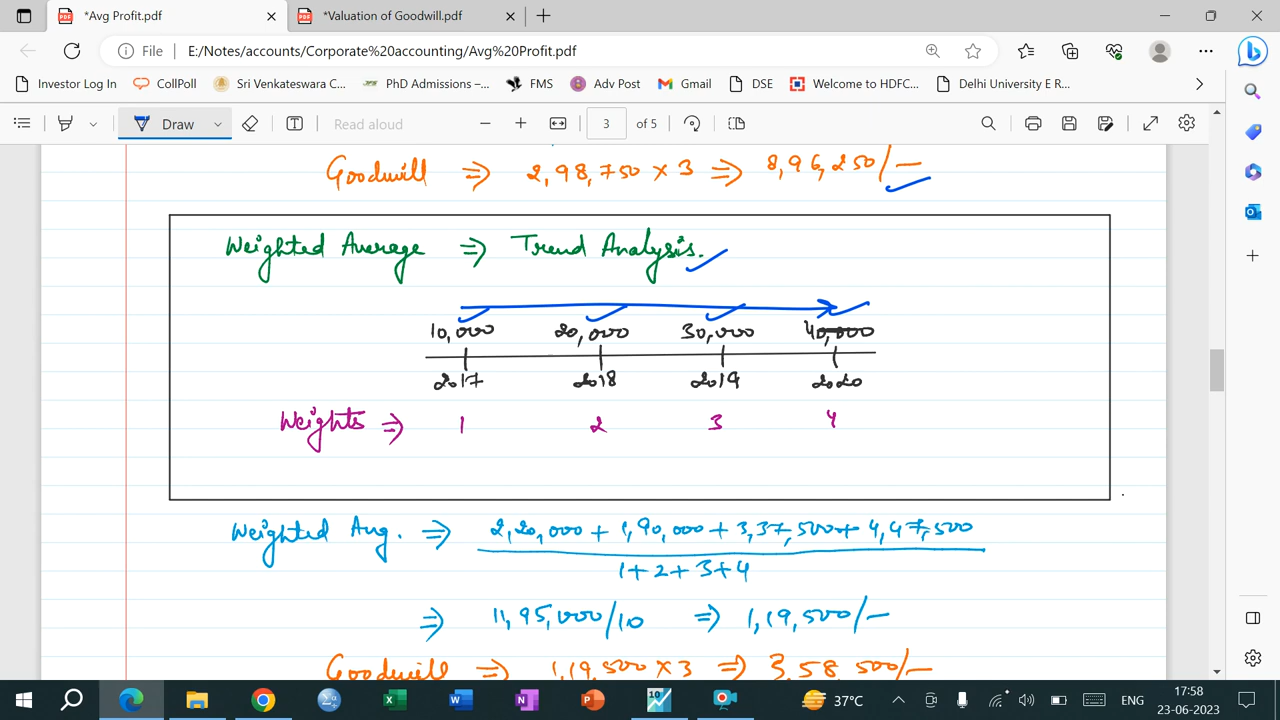 *Avg Profit.pdf
*Valuation of Goodwill.pdf
File E:/Notes/accounts/Corporate%20accounting/Avg%20Profit.pdf
Investor Log In CollPoll Sri Venkateswara C... PhD Admissions –... FMS Adv Post Gmail DSE Welcome to HDFC... Delhi University E R...
Draw Read aloud 3 of 5
Goodwill ⇒ 2,98,750 × 3 ⇒ 8,96,250/—
Weighted Average ⇒ Trend Analysis.
10,000 20,000 30,000 40,000
2017 2018 2019 2020
Weights ⇒ 1 2 3 4
Weighted Avg. ⇒ 2,20,000 + 1,90,000 + 3,37,500 + 4,47,500
1+2+3+4
⇒ 11,95,000/10 ⇒ 1,19,500/—
Goodwill ⇒ 1,19,500 × 3 ⇒ 3,58,500/—
37°C ENG 17:58
23-06-2023